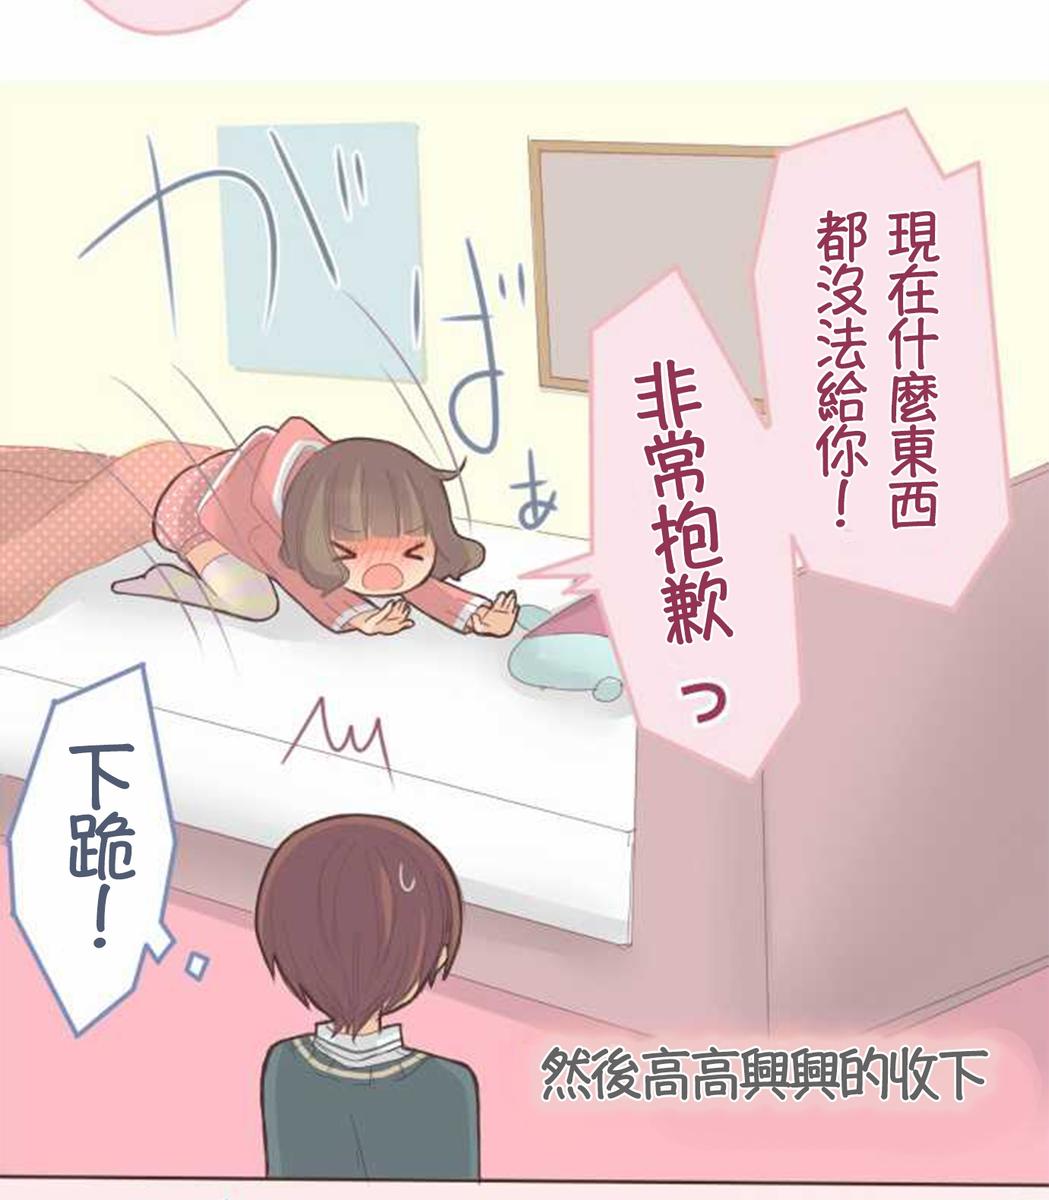 現在什麼東西
都沒法給你!
非常抱歉っ
がばぁ
下跪!
然後高高興興的收下